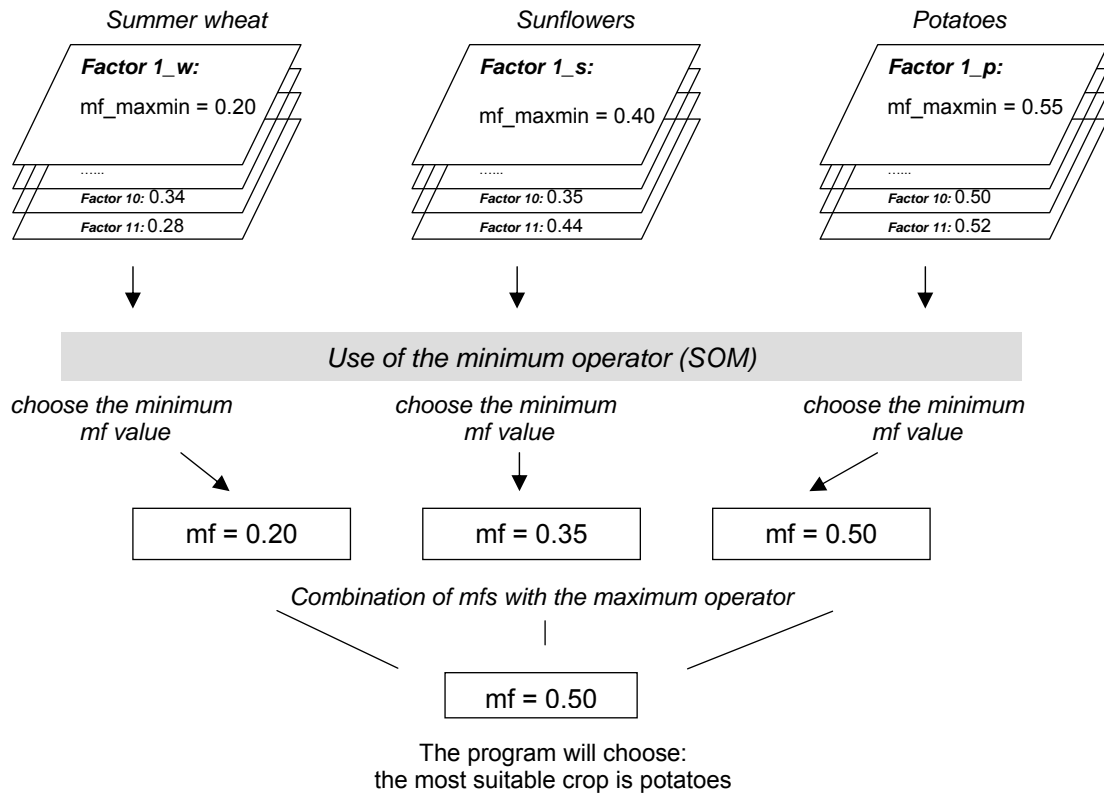 Summer wheat
Factor 1_w:
mf_maxmin = 0.20
......
Factor 10: 0.34
Factor 11: 0.28
Sunflowers
Factor 1_s:
mf_maxmin = 0.40
......
Factor 10: 0.35
Factor 11: 0.44
Potatoes
Factor 1_p:
mf_maxmin = 0.55
......
Factor 10: 0.50
Factor 11: 0.52
Use of the minimum operator (SOM)
choose the minimum
mf value
choose the minimum
mf value
choose the minimum
mf value
mf = 0.20
mf = 0.35
mf = 0.50
Combination of mfs with the maximum operator
mf = 0.50
The program will choose:
the most suitable crop is potatoes